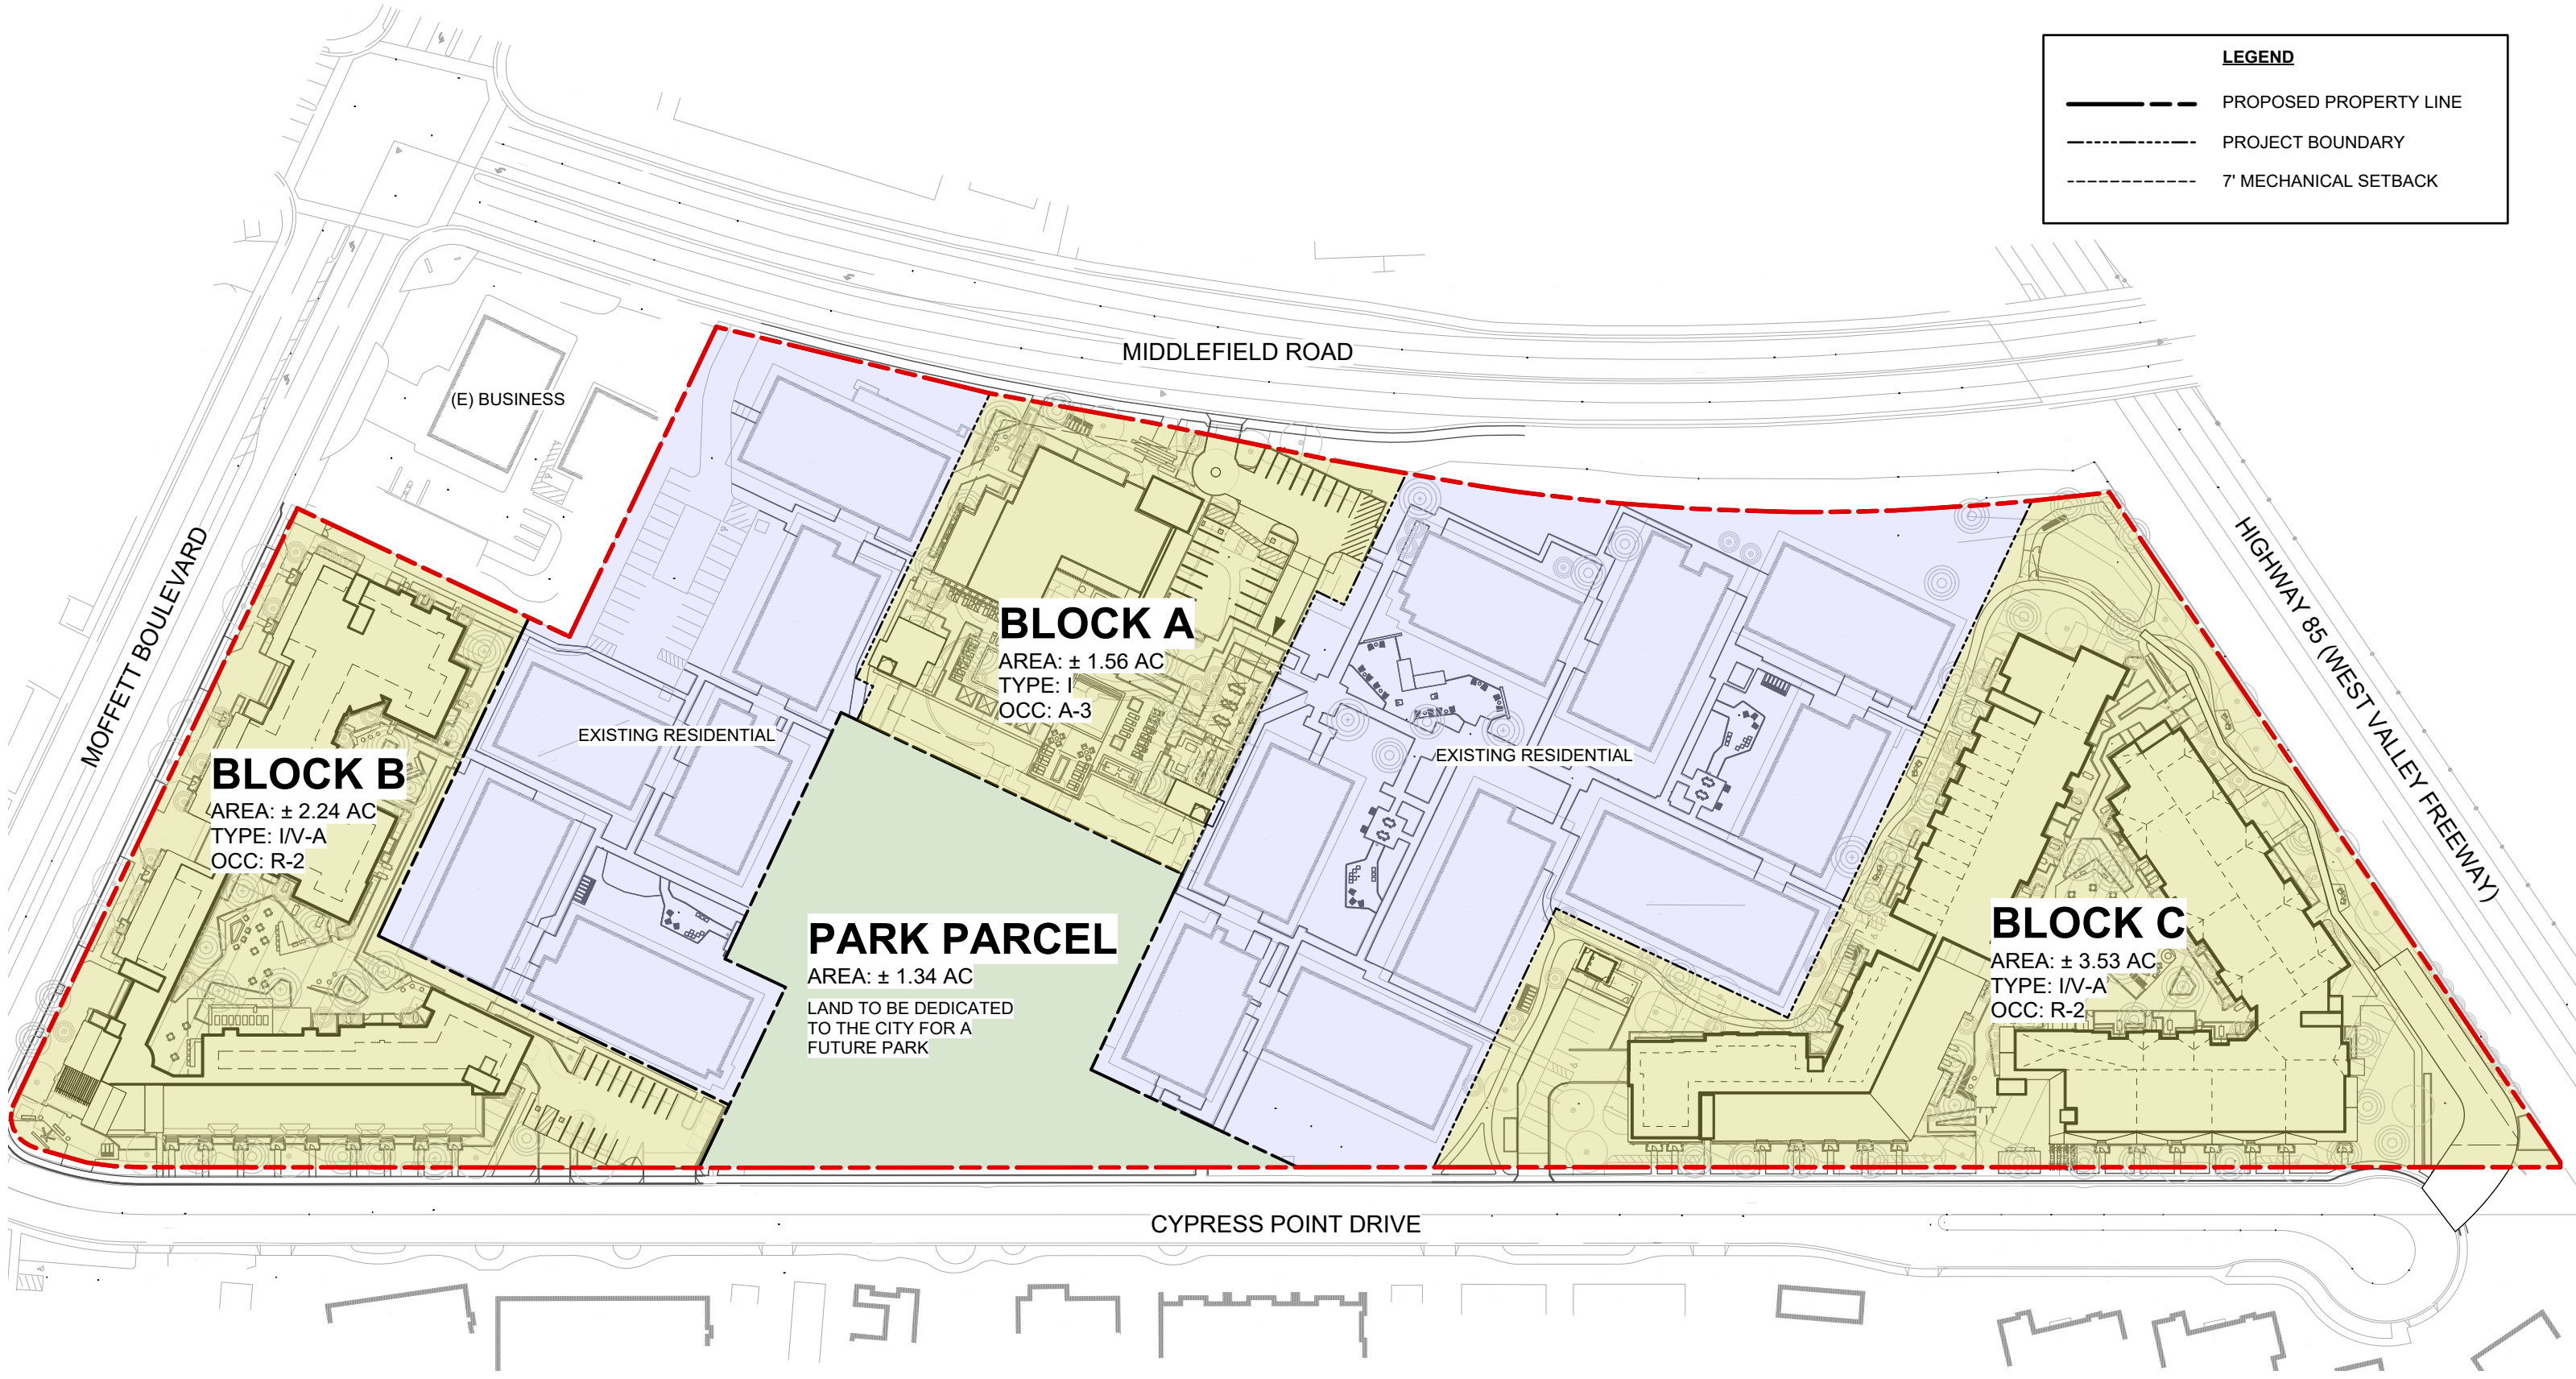 LEGEND
PROPOSED PROPERTY LINE
PROJECT BOUNDARY
7' MECHANICAL SETBACK
MIDDLEFIELD ROAD
(E) BUSINESS
MOFFETT BOULEVARD
HIGHWAY 85 (WEST VALLEY FREEWAY)
BLOCK A
AREA: ± 1.56 AC
TYPE: I
OCC: A-3
EXISTING RESIDENTIAL
EXISTING RESIDENTIAL
BLOCK B
AREA: ± 2.24 AC
TYPE: I/V-A
OCC: R-2
PARK PARCEL
AREA: ± 1.34 AC
LAND TO BE DEDICATED
TO THE CITY FOR A
FUTURE PARK
BLOCK C
AREA: ± 3.53 AC
TYPE: I/V-A
OCC: R-2
CYPRESS POINT DRIVE